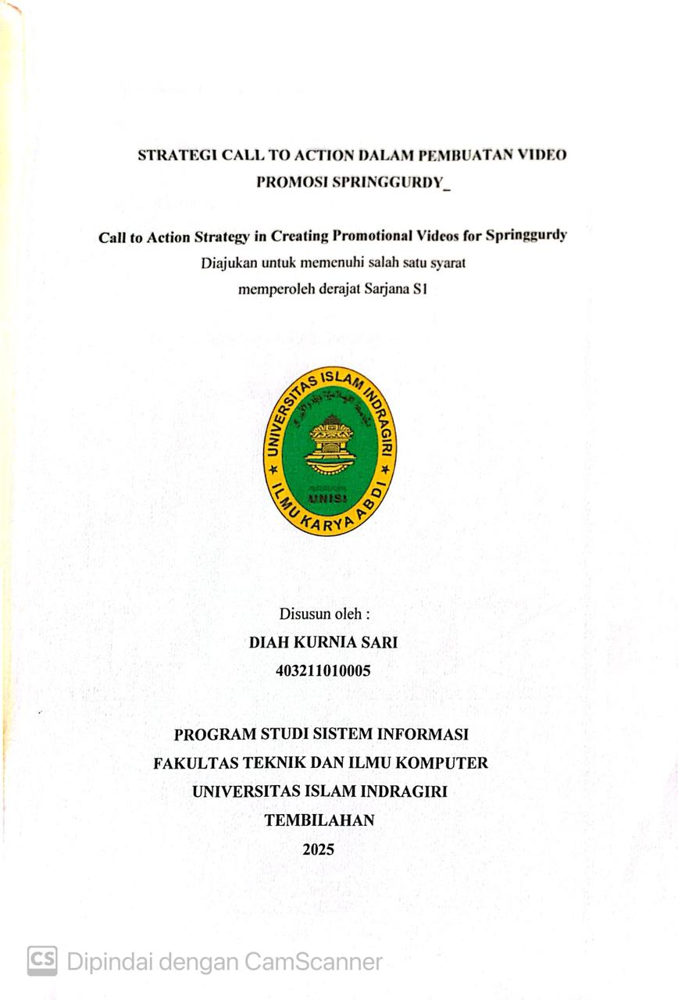 STRATEGI CALL TO ACTION DALAM PEMBUATAN VIDEO
PROMOSI SPRINGGURDY_
Call to Action Strategy in Creating Promotional Videos for Springgurdy
Diajukan untuk memenuhi salah satu syarat
memperoleh derajat Sarjana S1
UNIVERSITAS ISLAM INDRAGIRI
UNISI
ILMU KARYA ABDI
Disusun oleh :
DIAH KURNIA SARI
403211010005
PROGRAM STUDI SISTEM INFORMASI
FAKULTAS TEKNIK DAN ILMU KOMPUTER
UNIVERSITAS ISLAM INDRAGIRI
TEMBILAHAN
2025
CS Dipindai dengan CamScanner